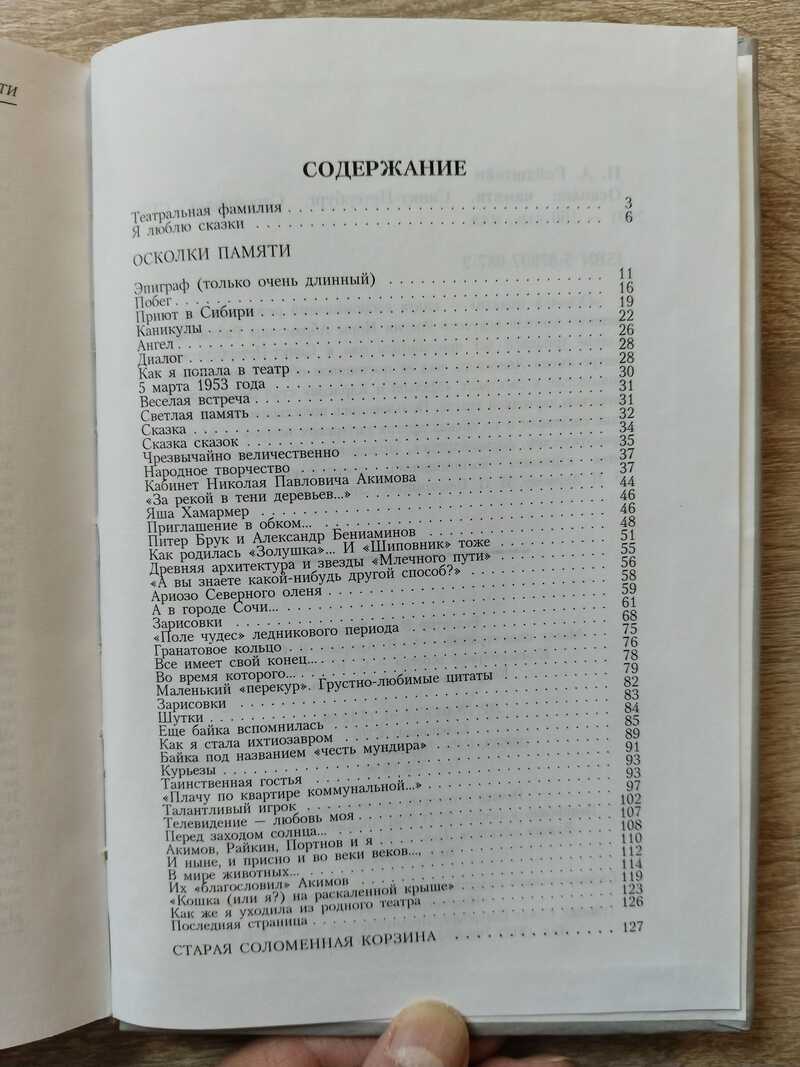 ТИ
СОДЕРЖАНИЕ
Театральная фамилия 3
Я люблю сказки 6
ОСКОЛКИ ПАМЯТИ
Эпиграф (только очень длинный) 11
Побег 16
Приют в Сибири 19
Каникулы 22
Ангел 26
Диалог 28
Как я попала в театр 28
5 марта 1953 года 30
Веселая встреча 31
Светлая память 31
Сказка 32
Сказка сказок 34
Чрезвычайно величественно 35
Народное творчество 37
Кабинет Николая Павловича Акимова 37
«За рекой в тени деревьев...» 44
Яша Хамармер 46
Приглашение в обком... 46
Питер Брук и Александр Бениаминов 48
Как родилась «Золушка»... И «Шиповник» тоже 51
Древняя архитектура и звезды «Млечного пути» 55
«А вы знаете какой-нибудь другой способ?» 56
Ариозо Северного оленя 58
А в городе Сочи... 59
Зарисовки 61
«Поле чудес» ледникового периода 68
Гранатовое кольцо 75
Все имеет свой конец... 76
Во время которого... 78
Маленький «перекур». Грустно-любимые цитаты 79
Зарисовки 82
Шутки 83
Еще байка вспомнилась 84
Как я стала ихтиозавром 85
Байка под названием «честь мундира» 89
Курьезы 91
Таинственная гостья 93
«Плачу по квартире коммунальной...» 93
Талантливый игрок 97
Телевидение — любовь моя 102
Перед заходом солнца... 107
Акимов, Райкин, Портнов и я 108
И ныне, и присно и во веки веков..., 110
В мире животных... 112
Их «благословил» Акимов 114
«Кошка (или я?) на раскаленной крыше» 119
Как же я уходила из родного театра 123
Последняя страница 126
СТАРАЯ СОЛОМЕННАЯ КОРЗИНА 127